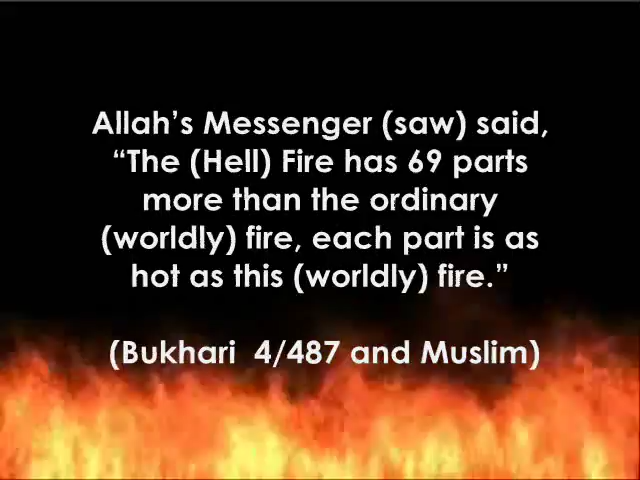 Allah’s Messenger (saw) said,
“The (Hell) Fire has 69 parts
more than the ordinary
(worldly) fire, each part is as
hot as this (worldly) fire.”
(Bukhari 4/487 and Muslim)